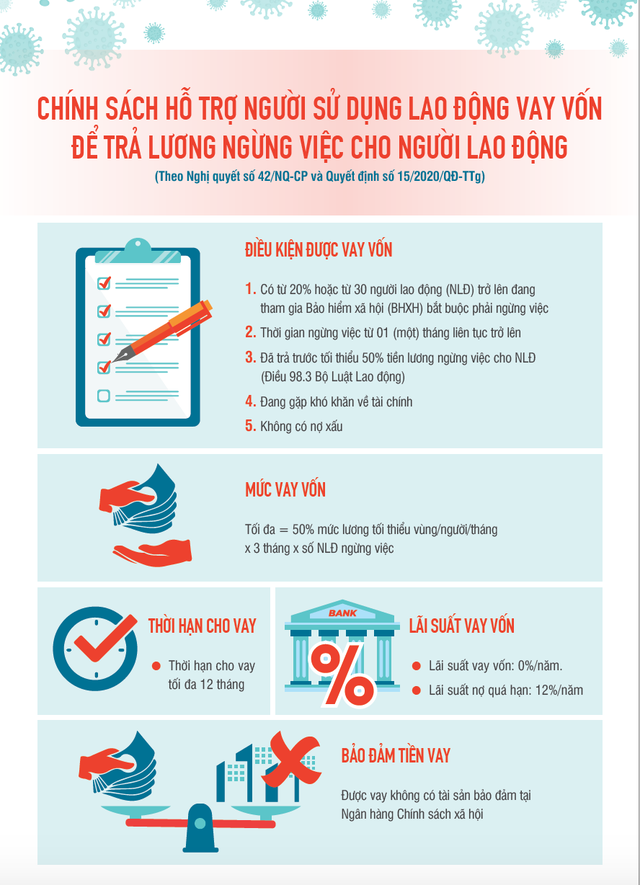 CHÍNH SÁCH HỖ TRỢ NGƯỜI SỬ DỤNG LAO ĐỘNG VAY VỐN
ĐỂ TRẢ LƯƠNG NGỪNG VIỆC CHO NGƯỜI LAO ĐỘNG
(Theo Nghị quyết số 42/NQ-CP và Quyết định số 15/2020/QĐ-TTg)
ĐIỀU KIỆN ĐƯỢC VAY VỐN
1. Có từ 20% hoặc từ 30 người lao động (NLĐ) trở lên đang
tham gia Bảo hiểm xã hội (BHXH) bắt buộc phải ngừng việc
2. Thời gian ngừng việc từ 01 (một) tháng liên tục trở lên
3. Đã trả trước tối thiểu 50% tiền lương ngừng việc cho NLĐ
(Điều 98.3 Bộ Luật Lao động)
4. Đang gặp khó khăn về tài chính
5. Không có nợ xấu
MỨC VAY VỐN
Tối đa = 50% mức lương tối thiểu vùng/người/tháng
x 3 tháng x số NLĐ ngừng việc
THỜI HẠN CHO VAY
Thời hạn cho vay
tối đa 12 tháng
BANK
%
LÃI SUẤT VAY VỐN
Lãi suất vay vốn: 0%/năm.
Lãi suất nợ quá hạn: 12%/năm
BẢO ĐẢM TIỀN VAY
Được vay không có tài sản bảo đảm tại
Ngân hàng Chính sách xã hội